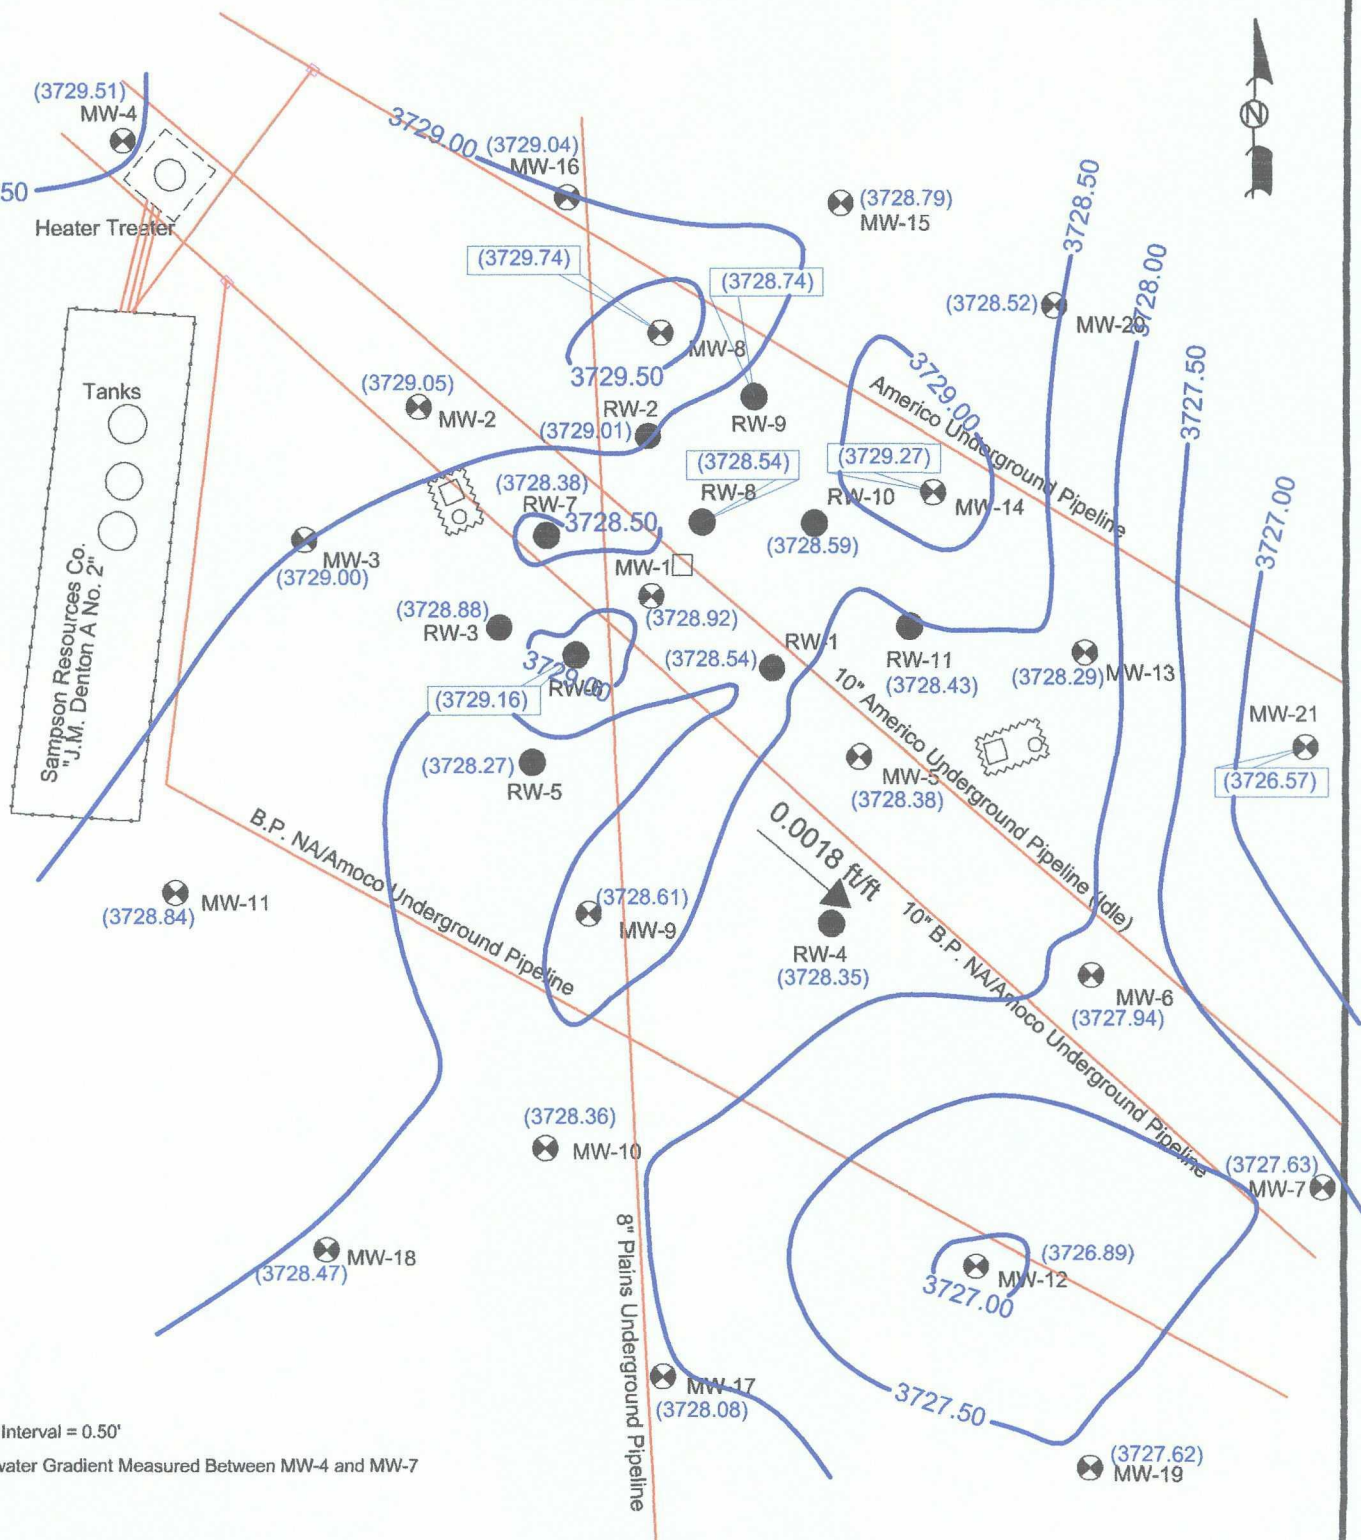 (3729.51)
MW-4
50
Heater Treater
3729.00
(3729.04)
MW-16
(3728.79)
MW-15
N
3728.50
3728.00
(3729.74)
(3728.74)
(3728.52)
MW-20
MW-8
3729.50
3727.50
Tanks
(3729.05)
MW-2
RW-2
(3729.01)
RW-9
3729.00
Americo Underground Pipeline
(3728.54)
RW-8
(3729.27)
MW-14
RW-10
(3728.59)
3727.00
(3728.38)
RW-7
3728.50
MW-3
(3729.00)
MW-1
(3728.92)
Sampson Resources Co.
"J.M. Denton A No. 2"
(3728.88)
RW-3
3729.00
RW-6
(3729.16)
(3728.54)
RW-1
RW-11
(3728.43)
(3728.29)
MW-13
MW-21
(3726.57)
(3728.27)
RW-5
MW-5
(3728.38)
10" Americo Underground Pipeline (Idle)
0.0018 ft/ft
B.P. NA/Amoco Underground Pipeline
MW-11
(3728.84)
(3728.61)
MW-9
RW-4
(3728.35)
10" B.P. NA/Amoco Underground Pipeline
MW-6
(3727.94)
(3728.36)
MW-10
(3727.63)
MW-7
MW-18
(3728.47)
8" Plains Underground Pipeline
(3726.89)
MW-12
3727.00
MW-17
(3728.08)
3727.50
(3727.62)
MW-19
Interval = 0.50'
water Gradient Measured Between MW-4 and MW-7